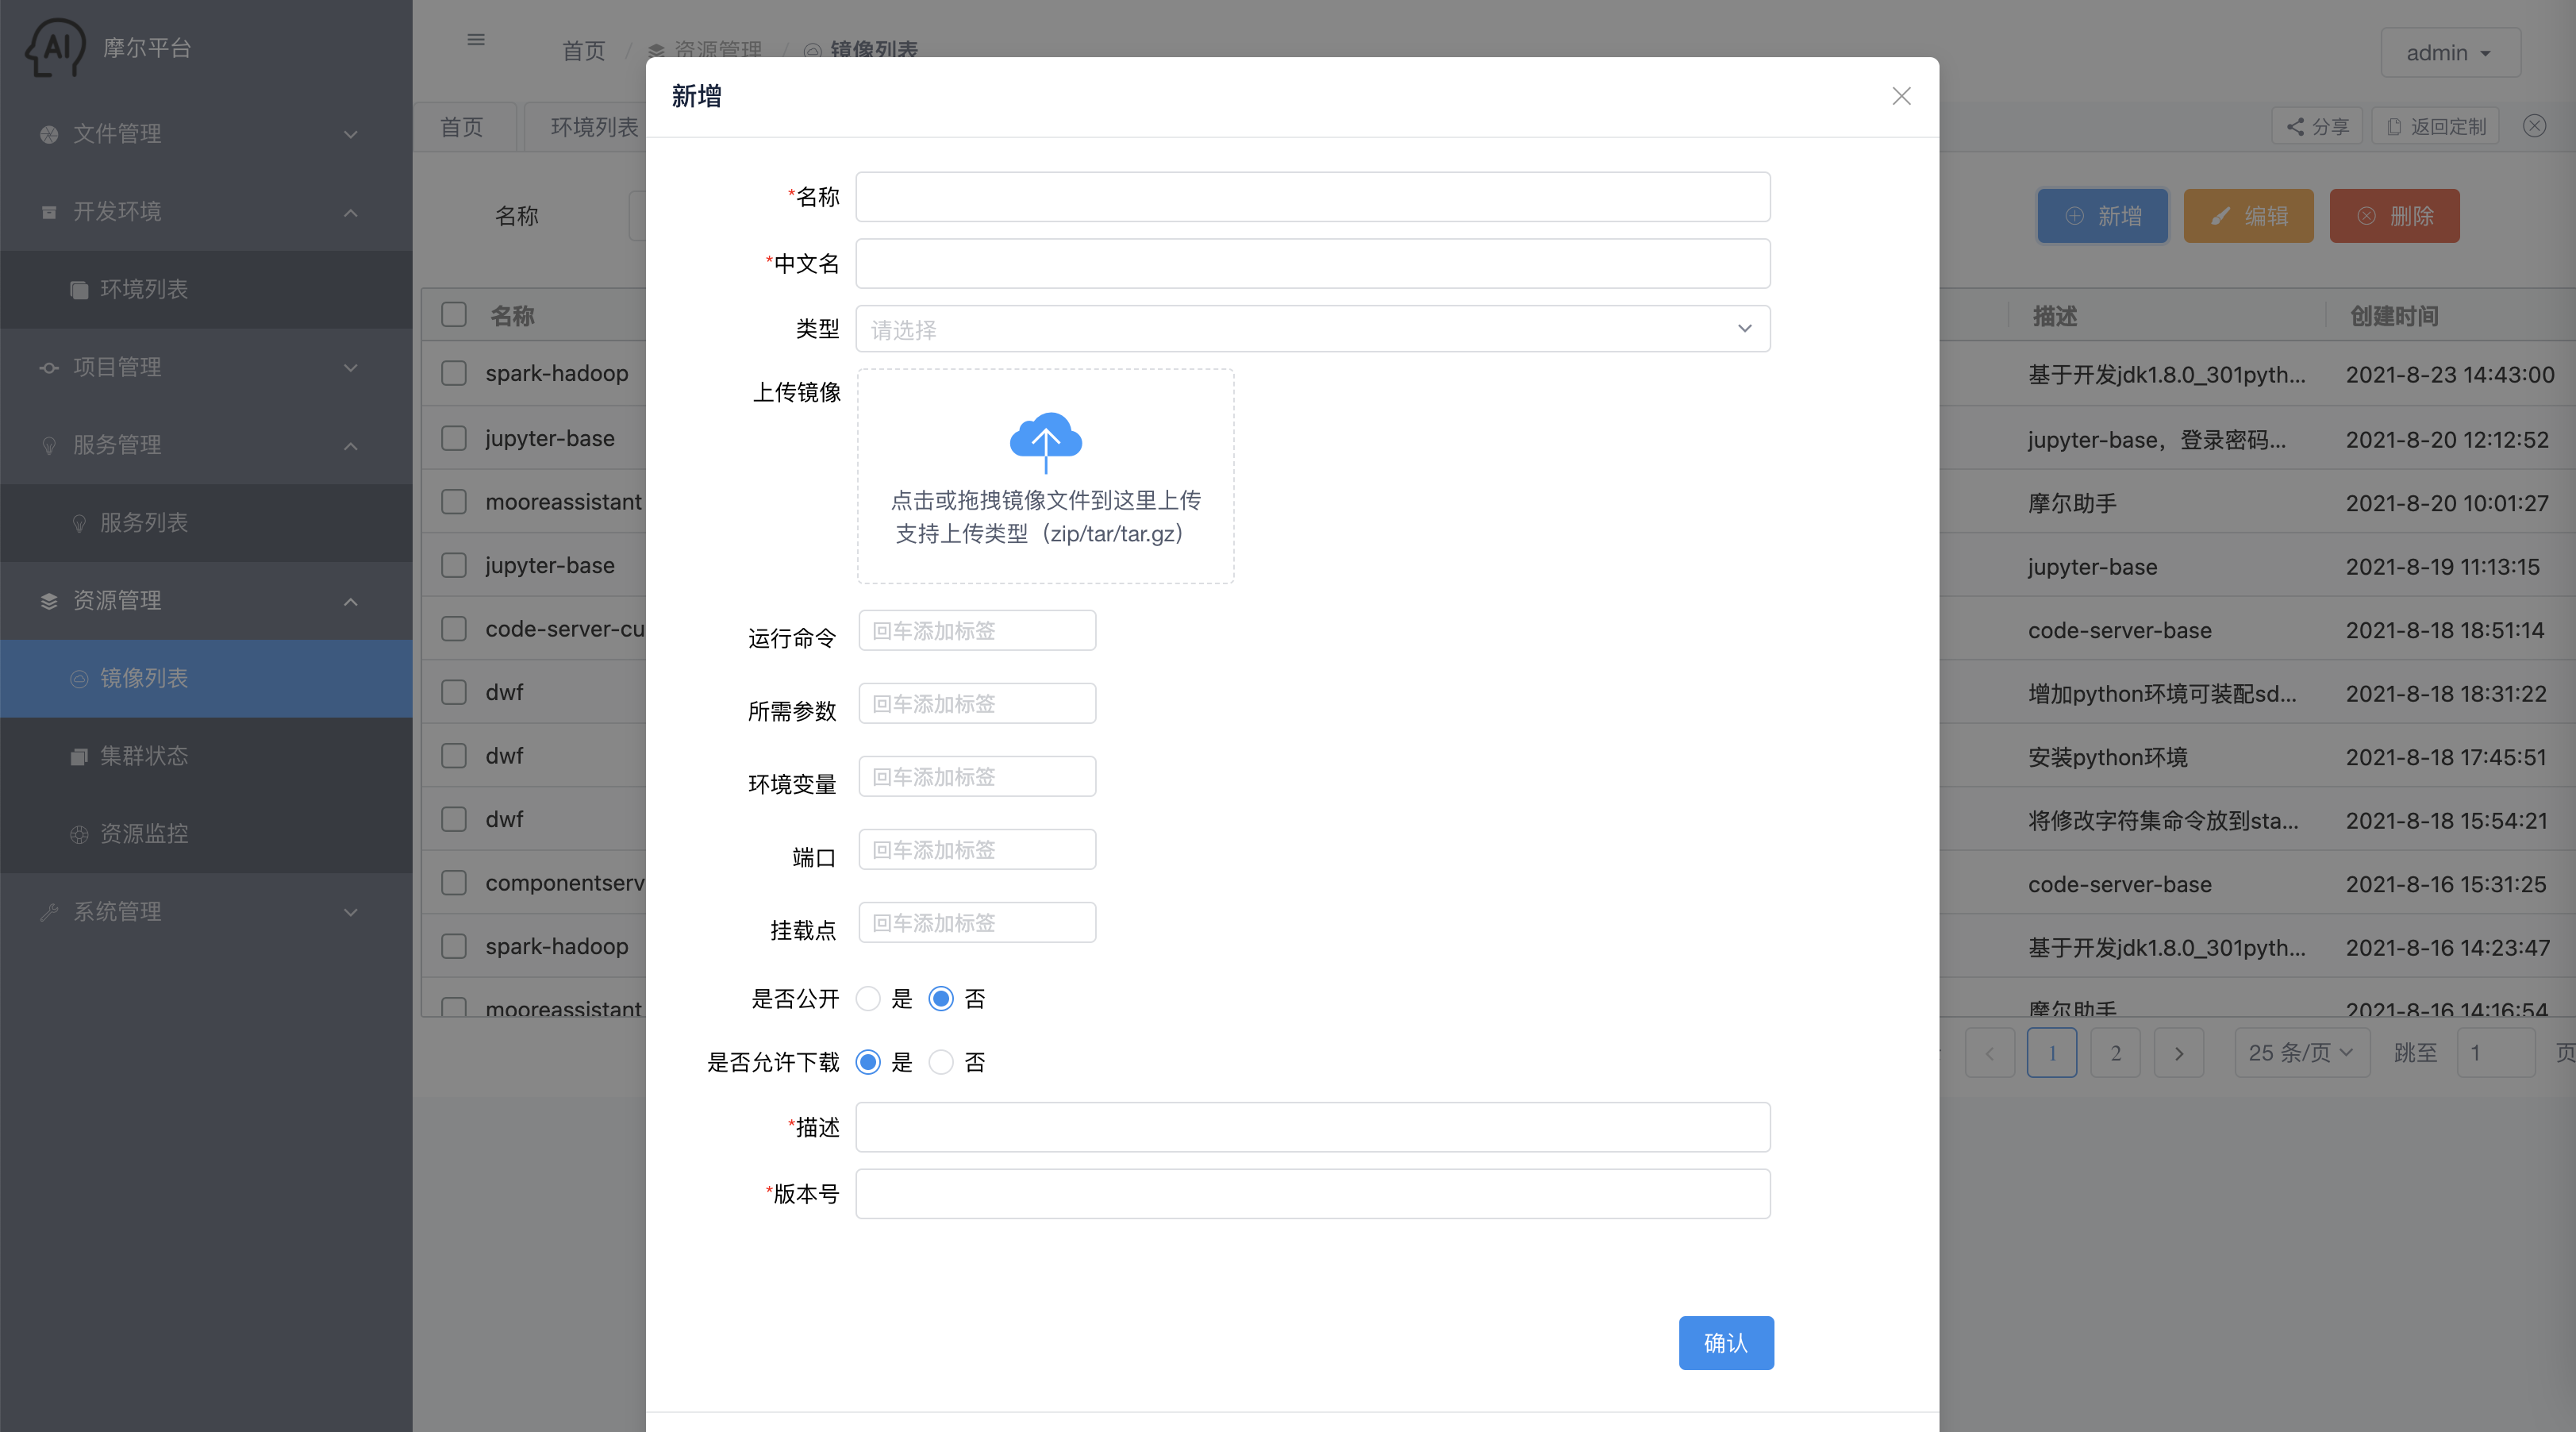 AI 摩尔平台
文件管理
开发环境
环境列表
项目管理
服务管理
服务列表
资源管理
镜像列表
集群状态
资源监控
系统管理
首页 / 资源管理 / 镜像列表
admin
首页
环境列表
分享
返回定制
名称
新增
编辑
删除
名称
描述
创建时间
spark-hadoop
基于开发jdk1.8.0_301pyth...
2021-8-23 14:43:00
jupyter-base
jupyter-base，登录密码...
2021-8-20 12:12:52
mooreassistant
摩尔助手
2021-8-20 10:01:27
jupyter-base
jupyter-base
2021-8-19 11:13:15
code-server-cu
code-server-base
2021-8-18 18:51:14
dwf
增加python环境可装配sd...
2021-8-18 18:31:22
dwf
安装python环境
2021-8-18 17:45:51
dwf
将修改字符集命令放到sta...
2021-8-18 15:54:21
componentserv
code-server-base
2021-8-16 15:31:25
spark-hadoop
基于开发jdk1.8.0_301pyth...
2021-8-16 14:23:47
mooreassistant
摩尔助手
2021-8-16 14:16:54
1
2
25 条/页
跳至
1
页
新增
*名称
*中文名
类型
请选择
上传镜像
点击或拖拽镜像文件到这里上传
支持上传类型（zip/tar/tar.gz）
运行命令
回车添加标签
所需参数
回车添加标签
环境变量
回车添加标签
端口
回车添加标签
挂载点
回车添加标签
是否公开 是 否
是否允许下载 是 否
*描述
*版本号
确认